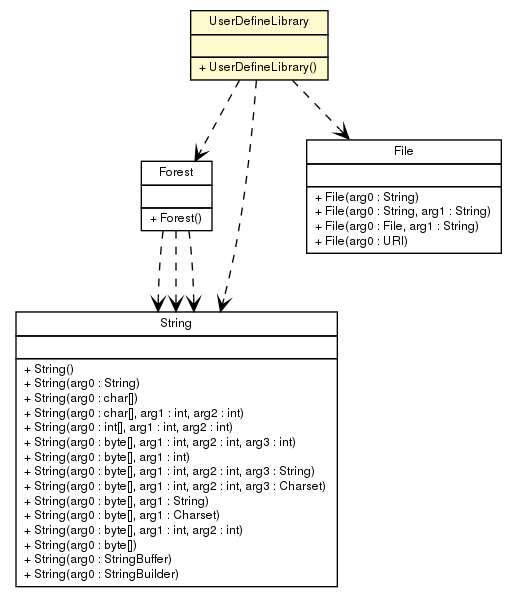 UserDefineLibrary
+ UserDefineLibrary()
Forest
+ Forest()
File
+ File(arg0 : String)
+ File(arg0 : String, arg1 : String)
+ File(arg0 : File, arg1 : String)
+ File(arg0 : URI)
String
+ String()
+ String(arg0 : String)
+ String(arg0 : char[])
+ String(arg0 : char[], arg1 : int, arg2 : int)
+ String(arg0 : int[], arg1 : int, arg2 : int)
+ String(arg0 : byte[], arg1 : int, arg2 : int, arg3 : int)
+ String(arg0 : byte[], arg1 : int)
+ String(arg0 : byte[], arg1 : int, arg2 : int, arg3 : String)
+ String(arg0 : byte[], arg1 : int, arg2 : int, arg3 : Charset)
+ String(arg0 : byte[], arg1 : String)
+ String(arg0 : byte[], arg1 : Charset)
+ String(arg0 : byte[], arg1 : int, arg2 : int)
+ String(arg0 : byte[])
+ String(arg0 : StringBuffer)
+ String(arg0 : StringBuilder)